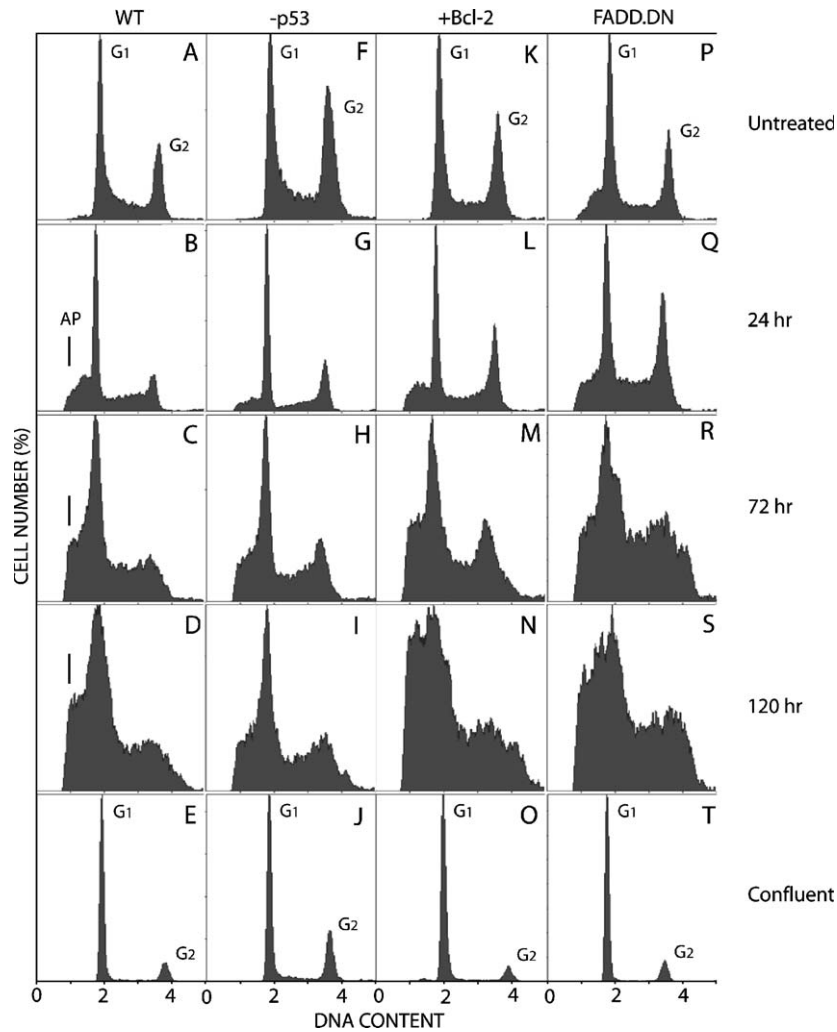 WT -p53 +Bcl-2 FADD.DN
G1 A G1 F G1 K G1 P
G2 G2 G2 G2
Untreated
B G L Q
AP
24 hr
C H M R
72 hr
D I N S
120 hr
G1 E G1 J G1 O G1 T
G2 G2 G2 G2
Confluent
CELL NUMBER (%)
0 2 4 0 2 4 0 2 4 0 2 4
DNA CONTENT